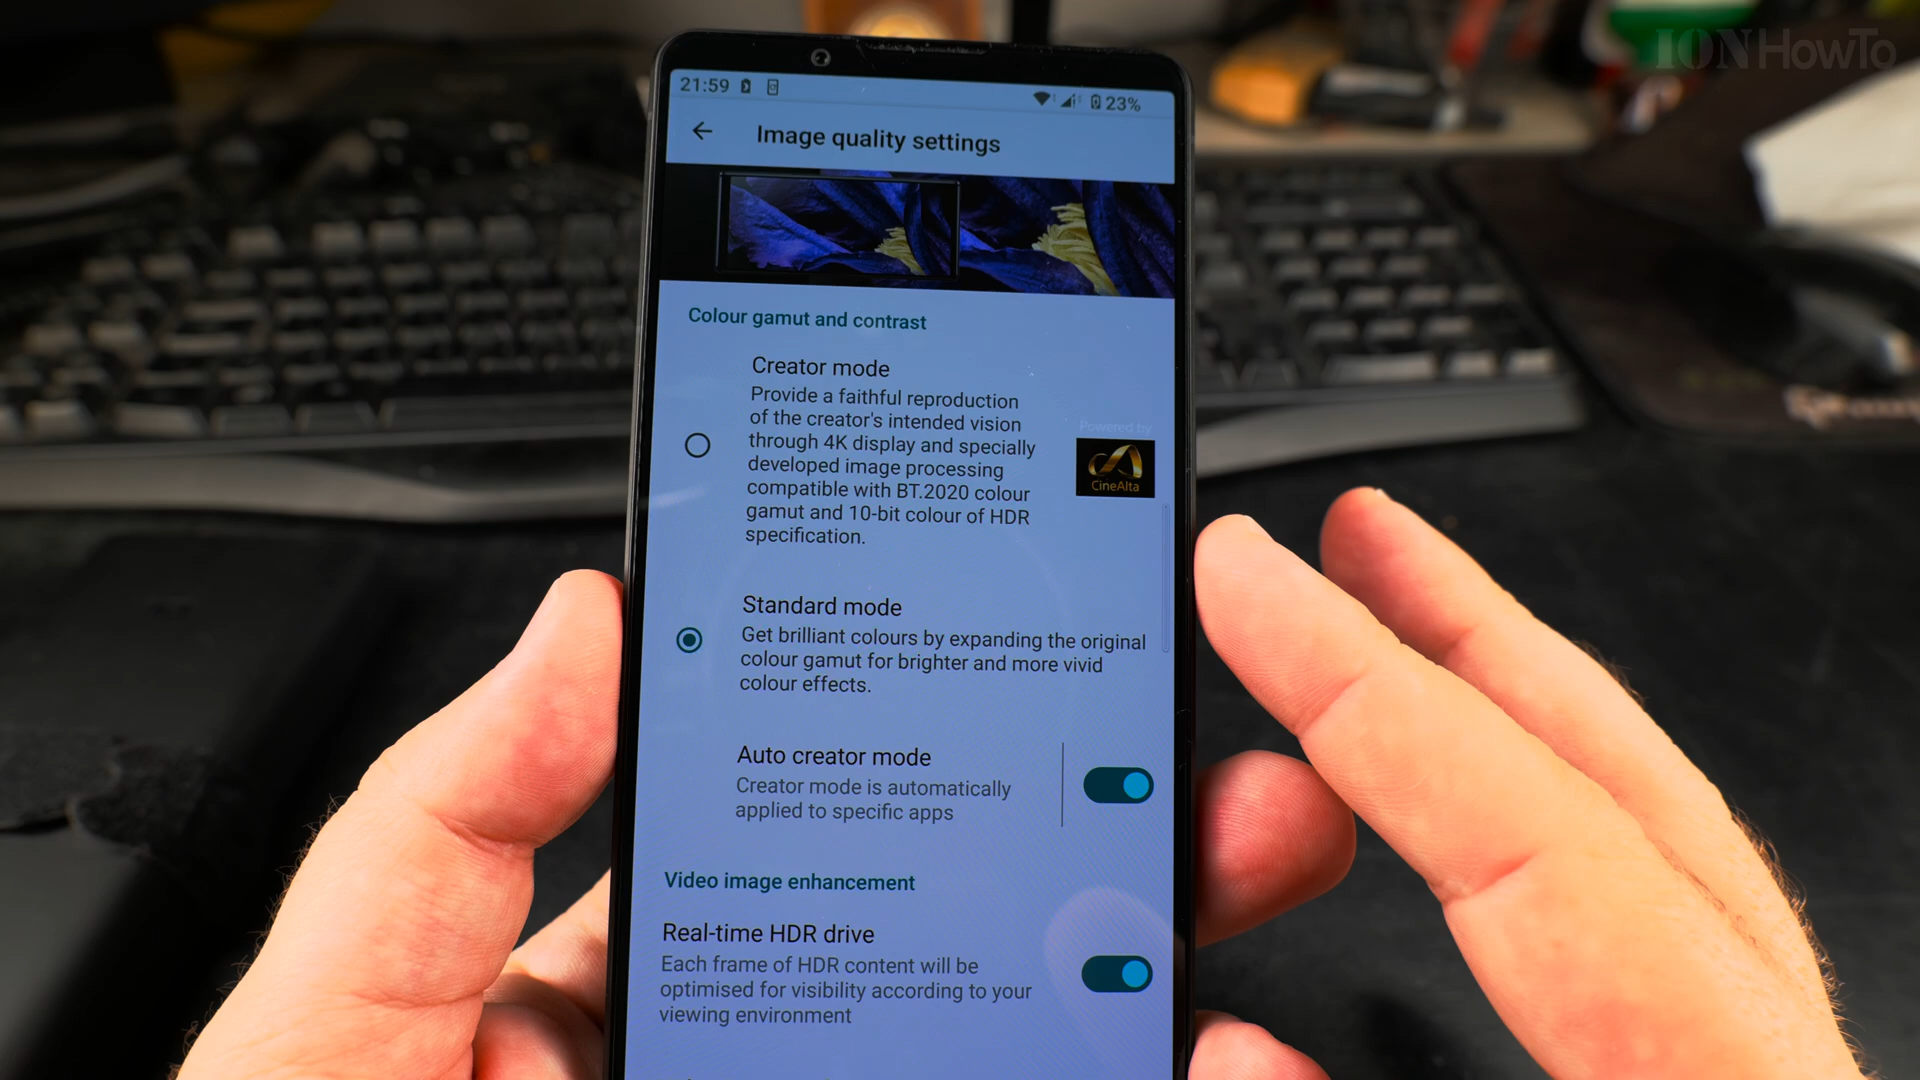 IONHowTo
21:59
23%
Image quality settings
Colour gamut and contrast
Creator mode
Provide a faithful reproduction
of the creator's intended vision
through 4K display and specially
developed image processing
compatible with BT.2020 colour
gamut and 10-bit colour of HDR
specification.
Powered by
CineAlta
Standard mode
Get brilliant colours by expanding the original
colour gamut for brighter and more vivid
colour effects.
Auto creator mode
Creator mode is automatically
applied to specific apps
Video image enhancement
Real-time HDR drive
Each frame of HDR content will be
optimised for visibility according to your
viewing environment